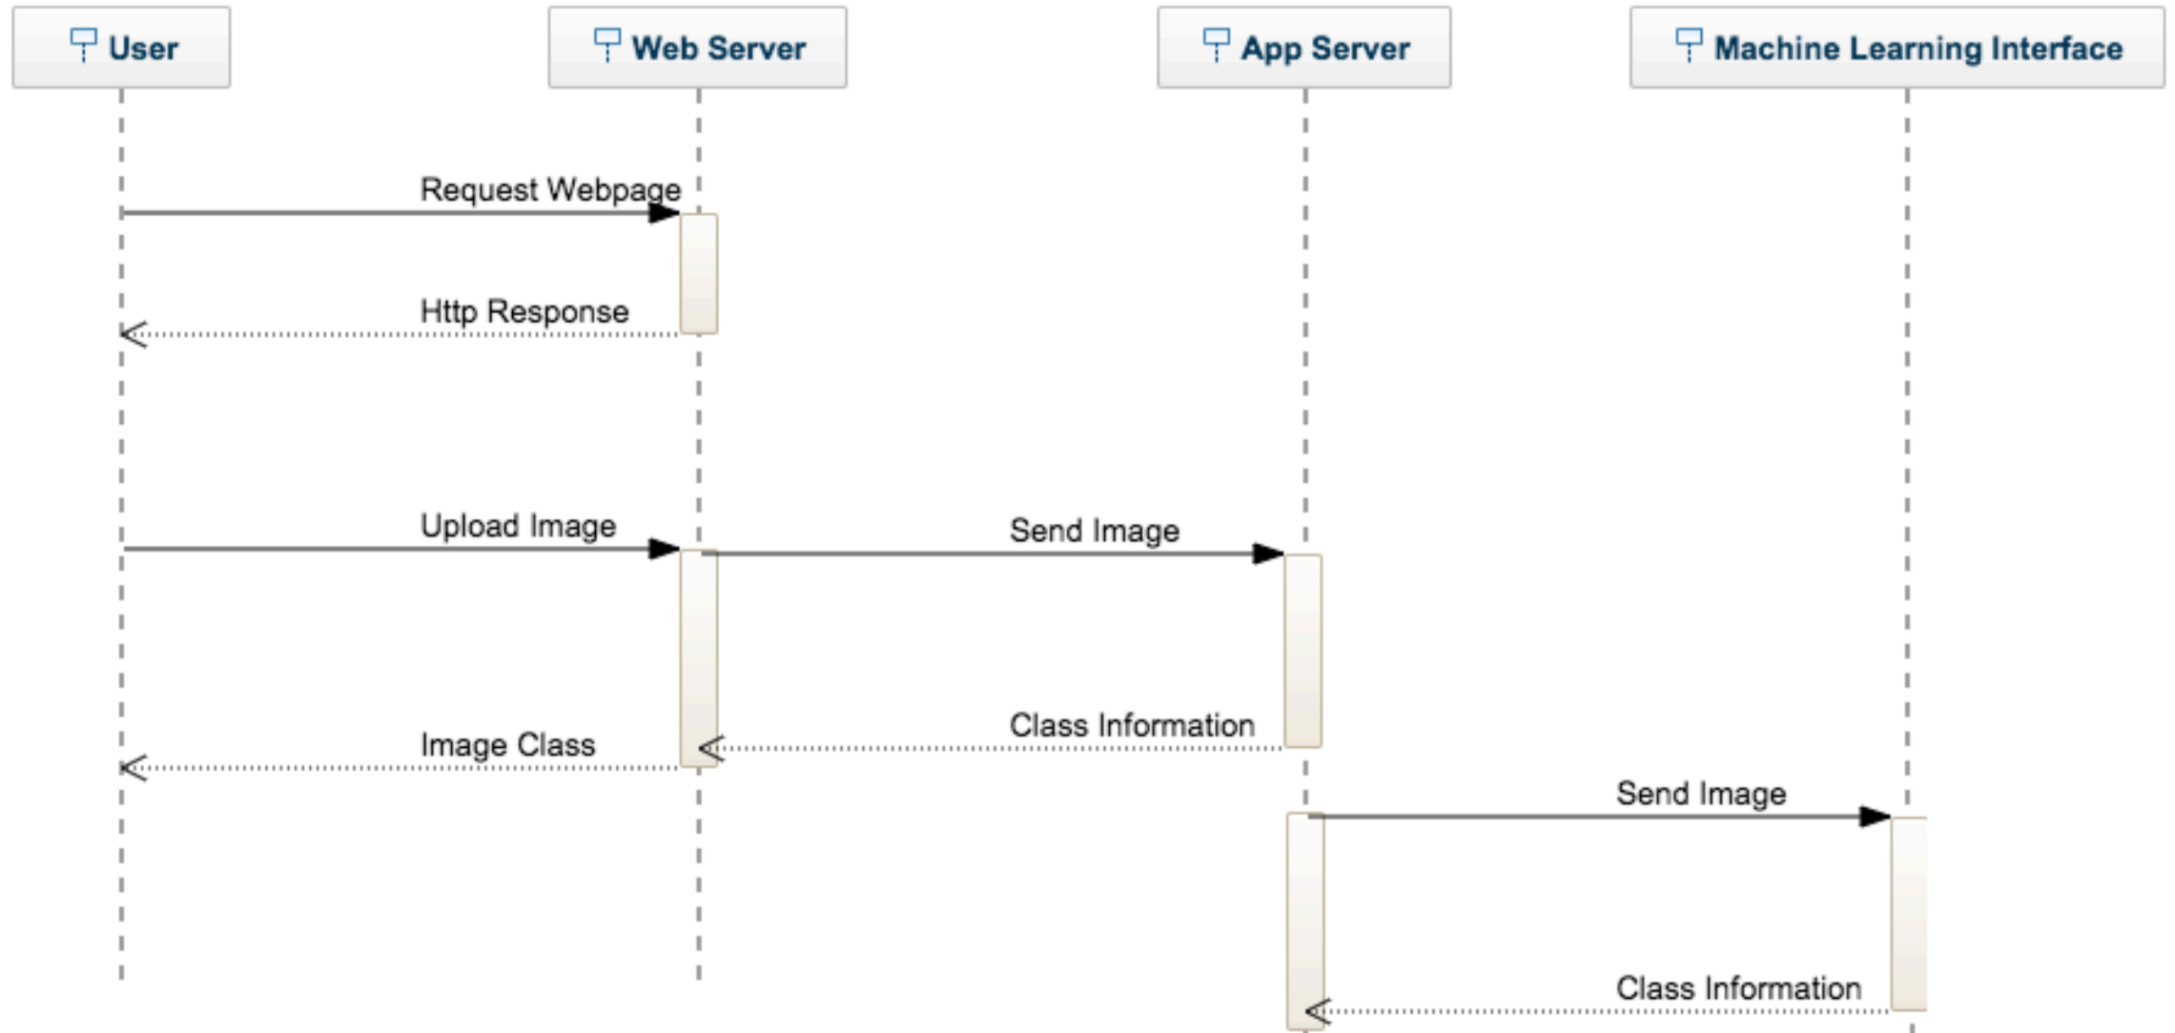 User
Web Server
App Server
Machine Learning Interface
Request Webpage
Http Response
Upload Image
Send Image
Class Information
Image Class
Send Image
Class Information